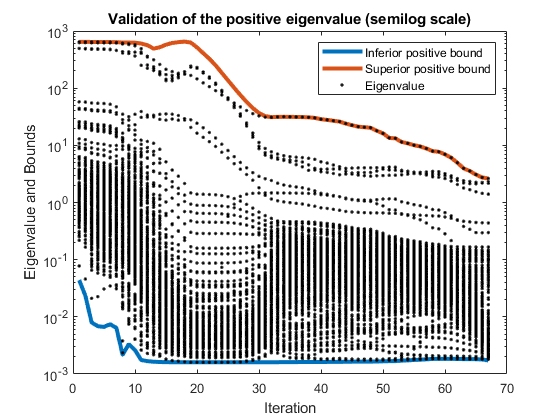 Validation of the positive eigenvalue (semilog scale)
Inferior positive bound
Superior positive bound
Eigenvalue
Eigenvalue and Bounds
10^3
10^2
10^1
10^0
10^-1
10^-2
10^-3
0 10 20 30 40 50 60 70
Iteration